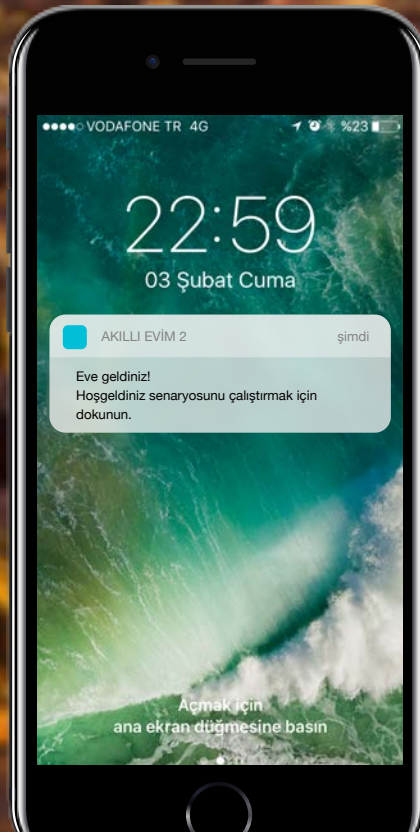 VODAFONE TR 4G %23
22:59
03 Şubat Cuma
AKILLI EVİM 2 şimdi
Eve geldiniz!
Hoşgeldiniz senaryosunu çalıştırmak için
dokunun.
Açmak için
ana ekran düğmesine basın